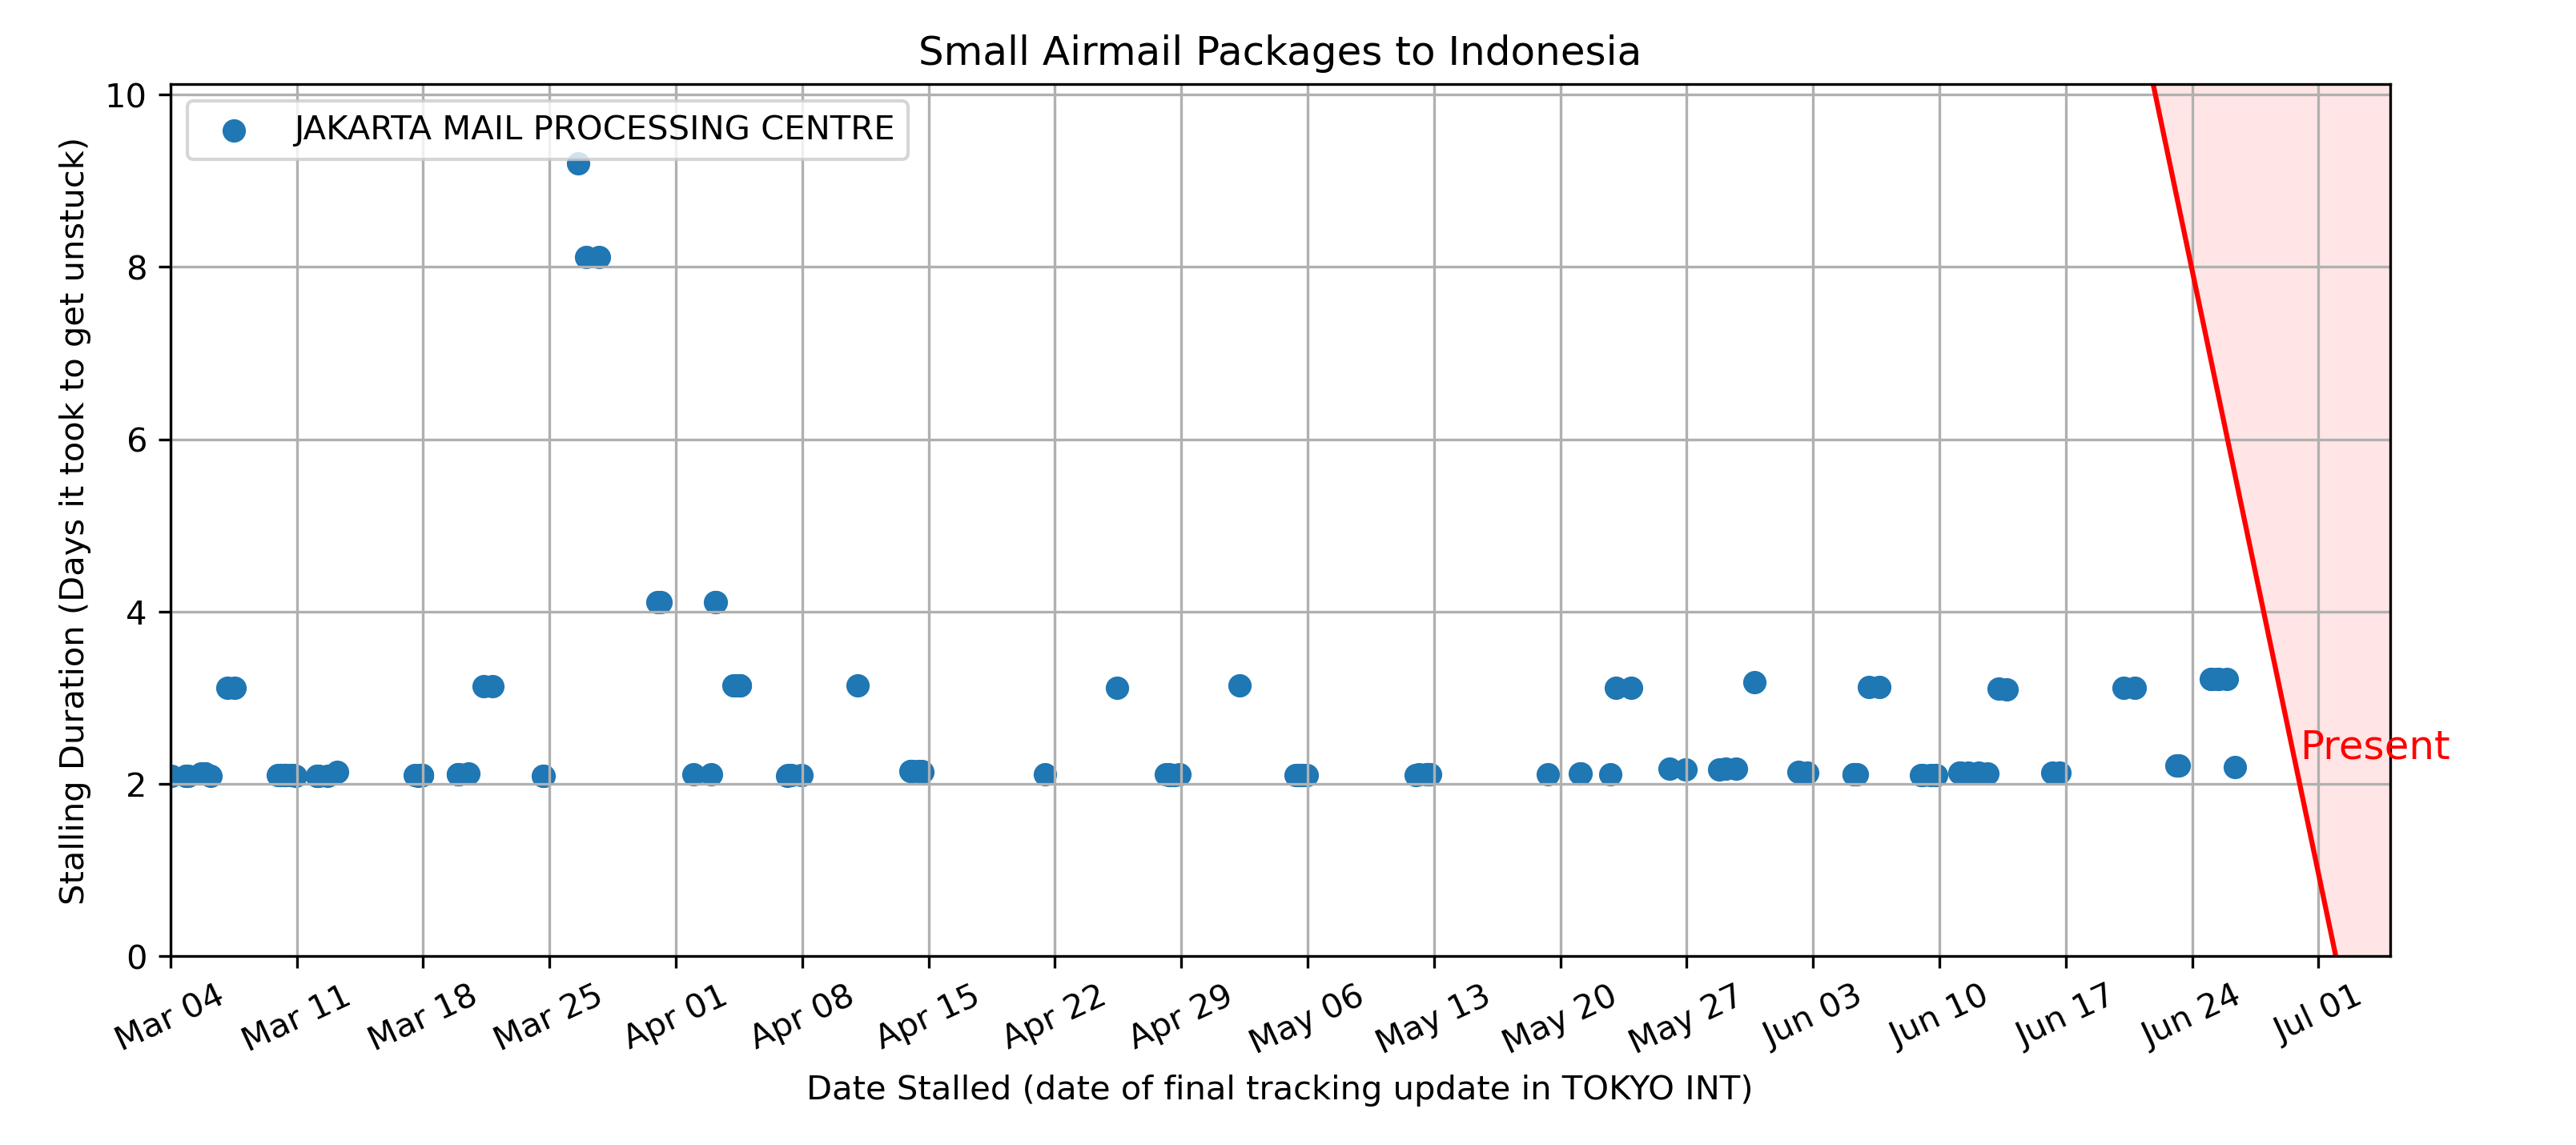 Small Airmail Packages to Indonesia
JAKARTA MAIL PROCESSING CENTRE
Stalling Duration (Days it took to get unstuck)
10
8
6
4
2
0
Present
Mar 04
Mar 11
Mar 18
Mar 25
Apr 01
Apr 08
Apr 15
Apr 22
Apr 29
May 06
May 13
May 20
May 27
Jun 03
Jun 10
Jun 17
Jun 24
Jul 01
Date Stalled (date of final tracking update in TOKYO INT)